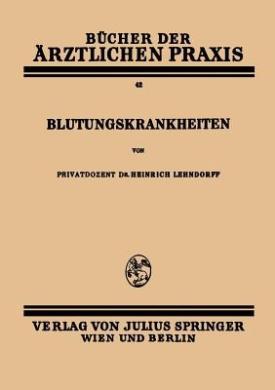 BÜCHER DER
ÄRZTLICHEN PRAXIS
42
BLUTUNGSKRANKHEITEN
VON
PRIVATDOZENT DR. HEINRICH LEHNDORFF
VERLAG VON JULIUS SPRINGER
WIEN UND BERLIN